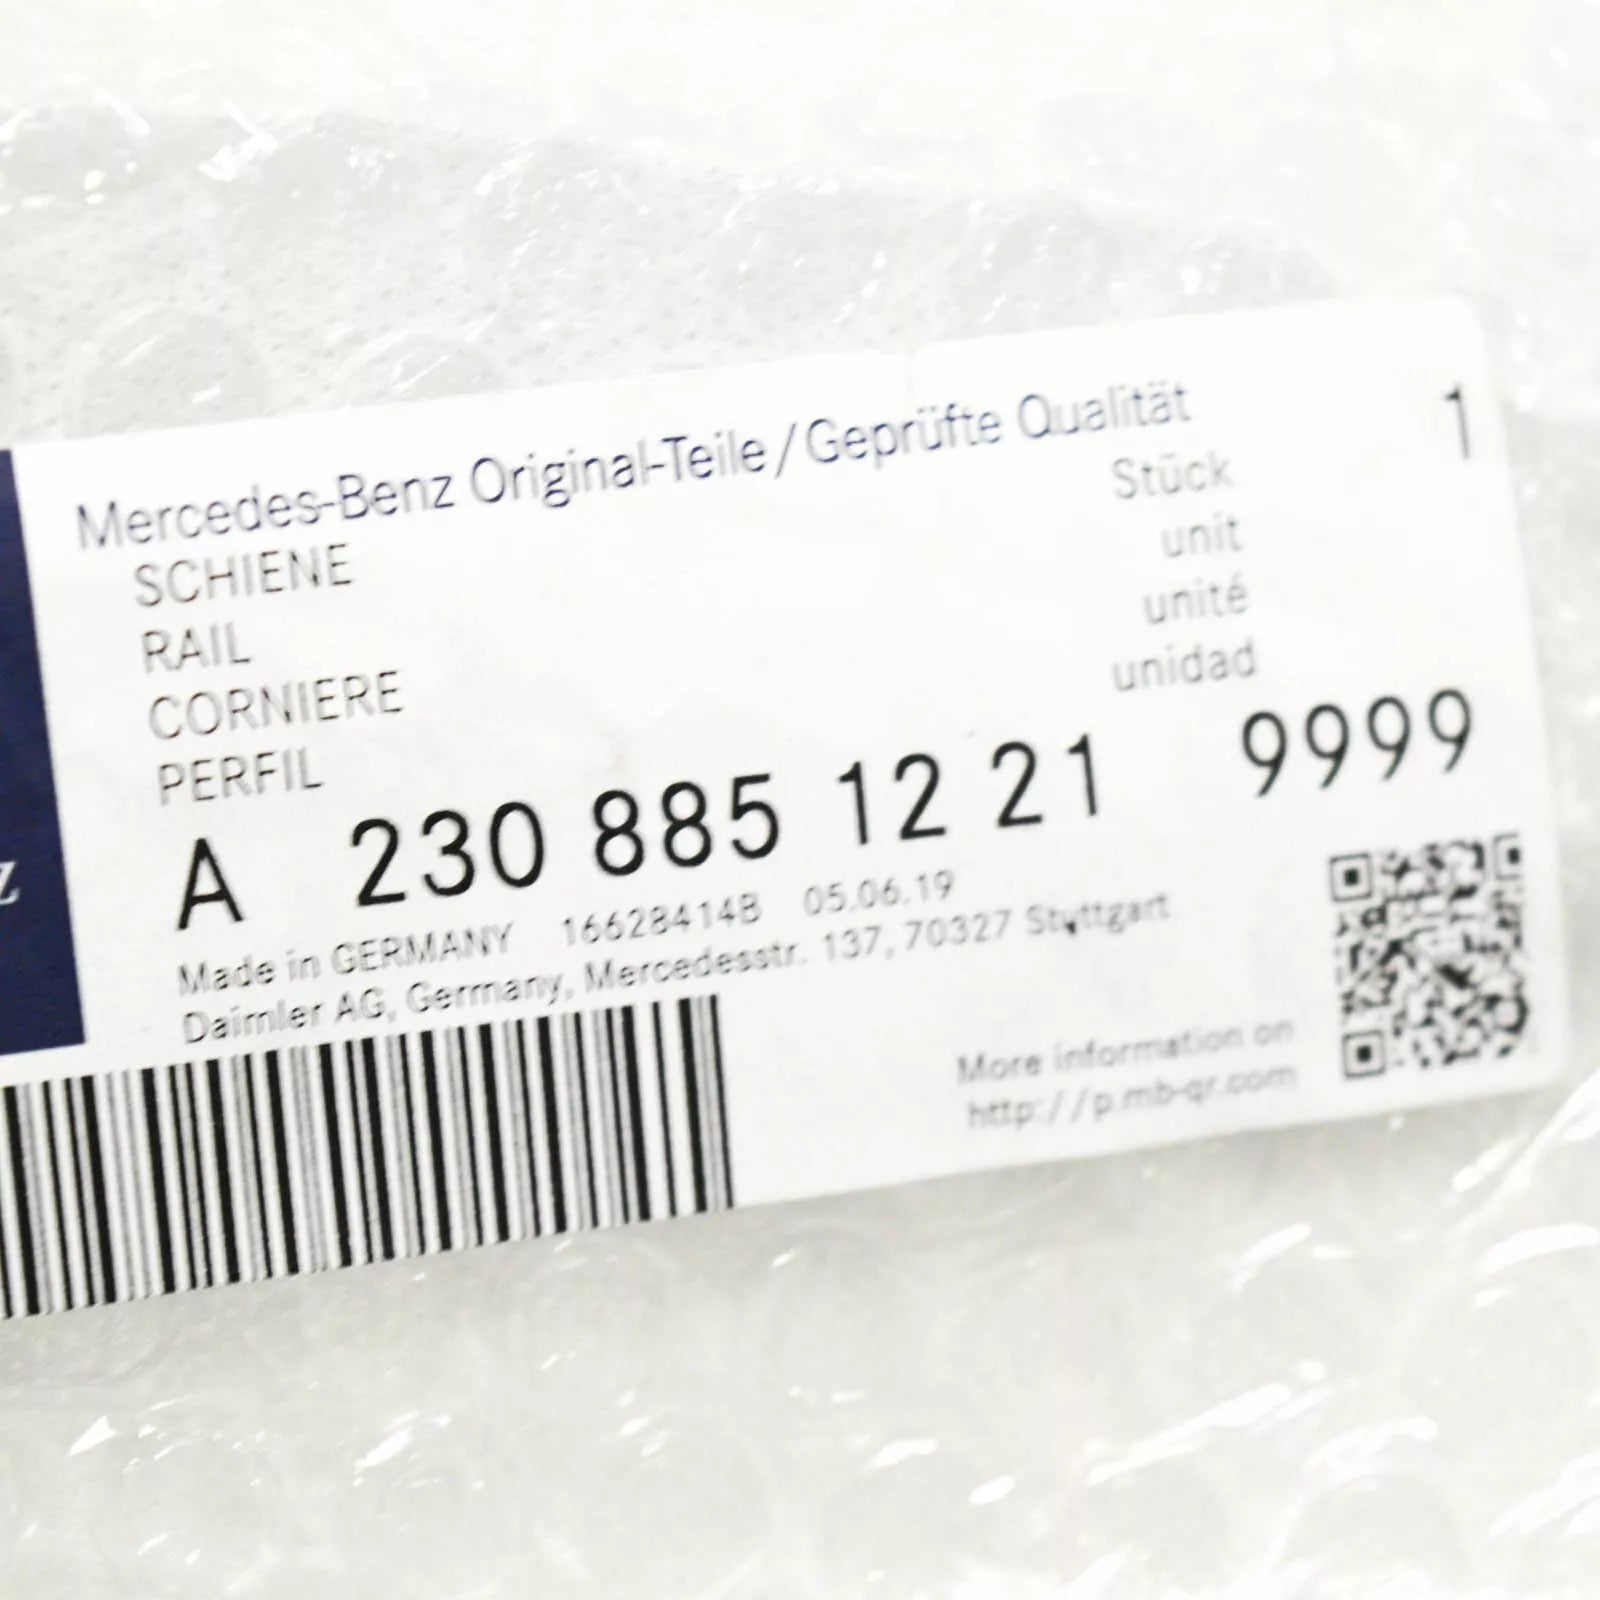 Mercedes-Benz Original-Teile / Geprüfte Qualität
SCHIENE
RAIL
CORNIERE
PERFIL
Stück 1
unit
unité
unidad
A 230 885 12 21 9999
Made in GERMANY 166284148 05.06.19
Daimler AG, Germany, Mercedesstr. 137, 70327 Stuttgart
More information on
http://p.mb-qr.com